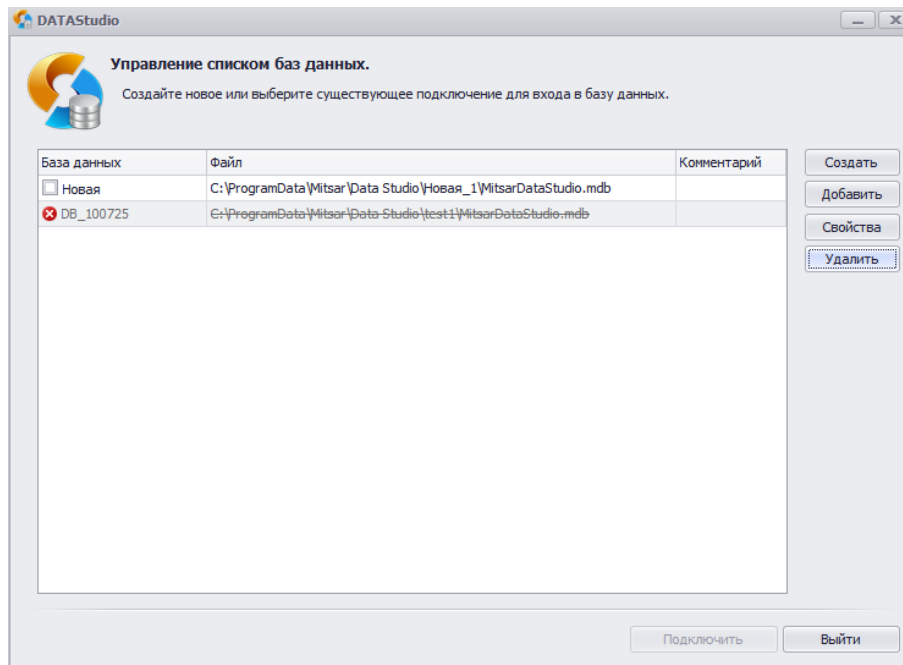 DATAStudio
Управление списком баз данных.
Создайте новое или выберите существующее подключение для входа в базу данных.
База данных Файл Комментарий
Новая C:\ProgramData\Mitsar\Data Studio\Новая_1\MitsarDataStudio.mdb
DB_100725 C:\ProgramData\Mitsar\Data Studio\test1\MitsarDataStudio.mdb
Создать
Добавить
Свойства
Удалить
Подключить Выйти